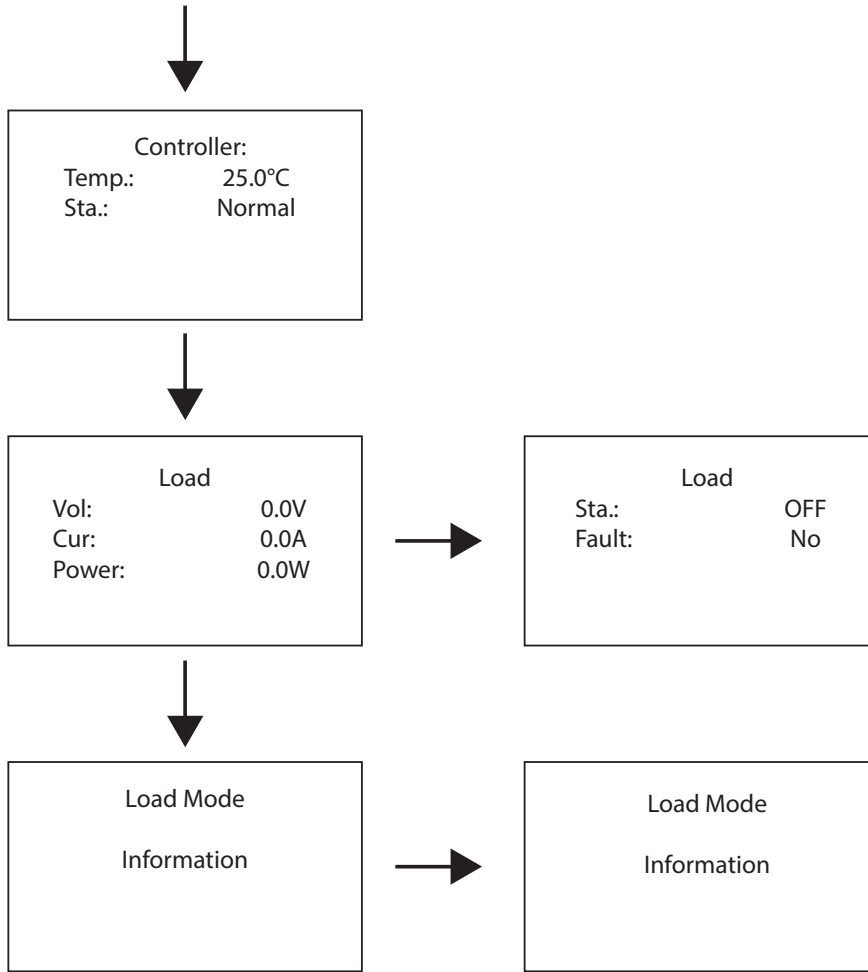 Controller:
Temp.: 25.0°C
Sta.: Normal
Load
Vol: 0.0V
Cur: 0.0A
Power: 0.0W
Load
Sta.: OFF
Fault: No
Load Mode
Information
Load Mode
Information